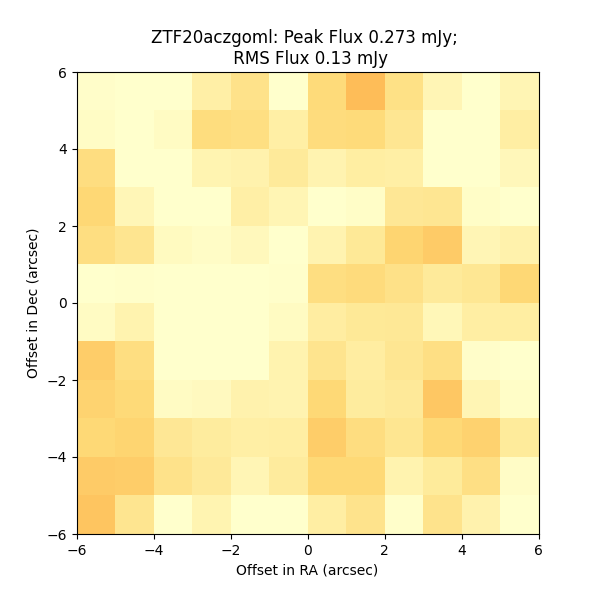 ZTF20aczgoml: Peak Flux 0.273 mJy;
RMS Flux 0.13 mJy
6
4
2
0
−2
−4
−6
Offset in Dec (arcsec)
−6 −4 −2 0 2 4 6
Offset in RA (arcsec)